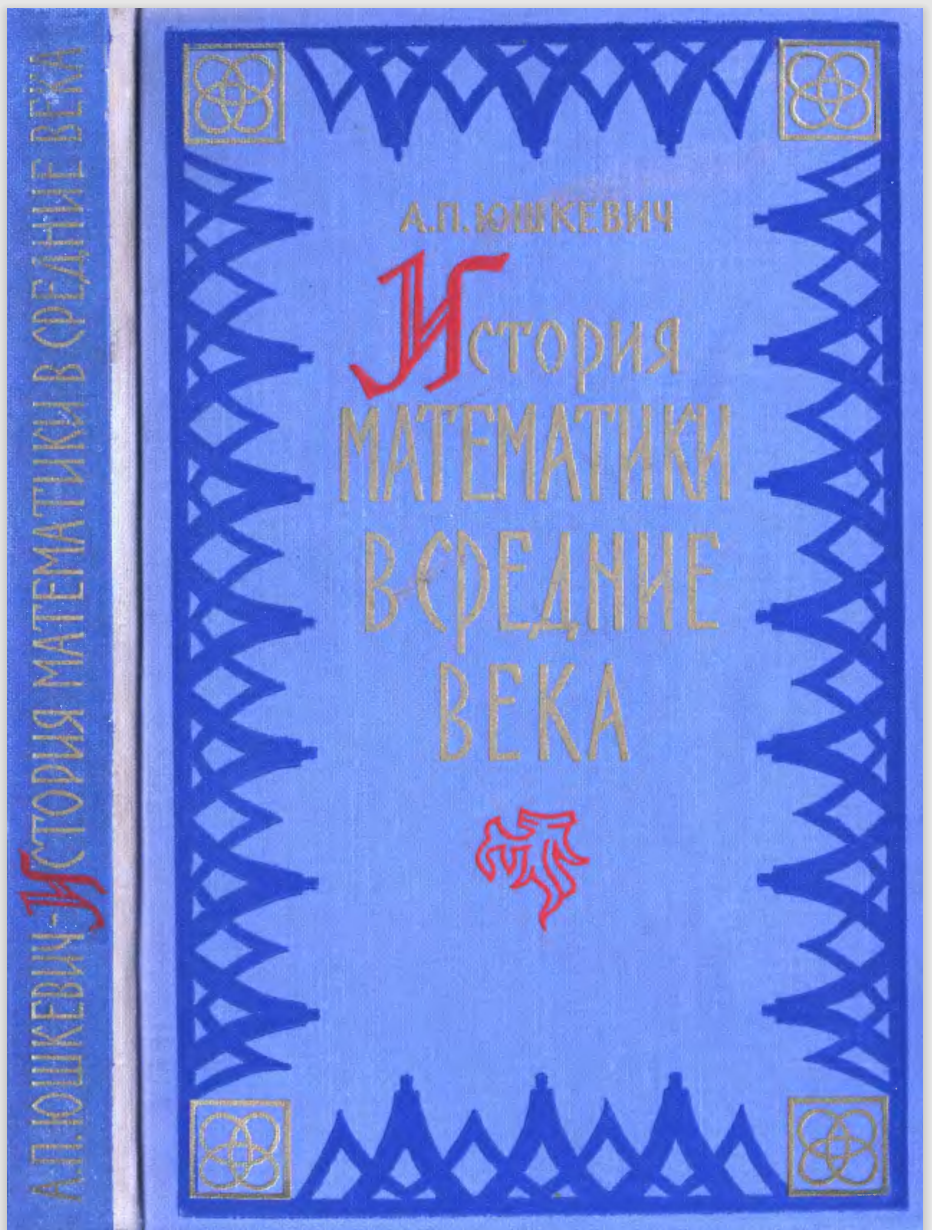 А.П.ЮШКЕВИЧ-ИСТОРИЯ МАТЕМАТИКИ В СРЕДНИЕ ВЕКА
А.П.ЮШКЕВИЧ
История
МАТЕМАТИКИ
В СРЕДНИЕ
ВЕКА